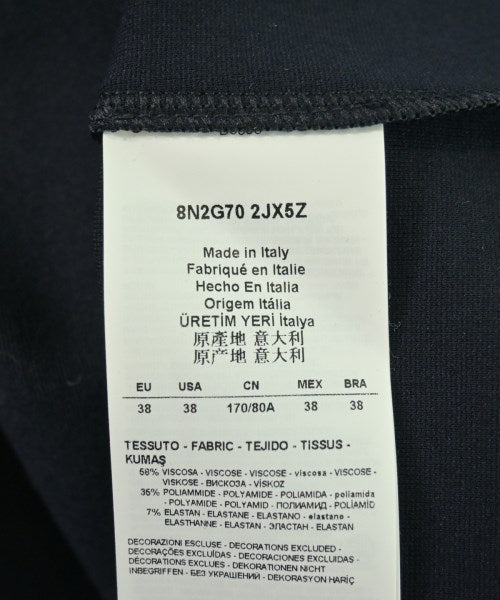 8N2G70 2JX5Z
Made in Italy
Fabriqué en Italie
Hecho En Italia
Origem Itália
ÜRETİM YERİ İtalya
原產地 意大利
原产地 意大利
EU USA CN MEX BRA
38 38 170/80A 38 38
TESSUTO - FABRIC - TEJIDO - TISSUS -
KUMAŞ
58% VISCOSA - VISCOSE - VISCOSE - viscosa - VISCOSE -
VISKOSE - ВИСКОЗА - VİSKOZ
36% POLIAMMIDE - POLYAMIDE - POLIAMIDA - poliamida
- POLYAMIDE - POLYAMID - ПОЛИАМИД - POLİAMİD
7% ELASTAN - ELASTANE - ELASTANO - elastano -
ELASTHANNE - ELASTAN - ЭЛАСТАН - ELASTAN
DECORAZIONI ESCLUSE - DECORATIONS EXCLUDED -
DECORAÇÕES EXCLUÍDAS - DECORACIONES EXCLUIDAS -
DÉCORATIONS EXCLUES - DEKORATIONEN NICHT
INBEGRIFFEN - БЕЗ УКРАШЕНИЙ - DEKORASYON HARİÇ